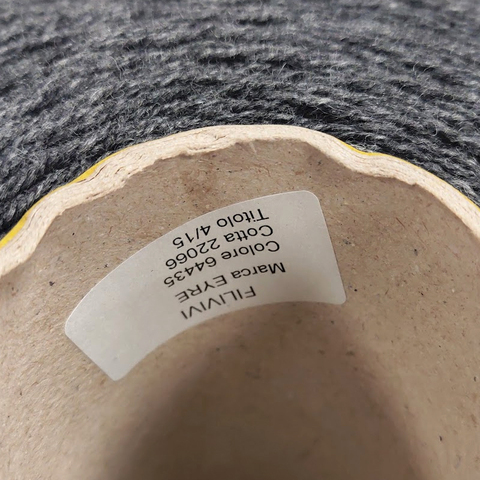 FILIVIVI
Marca EYRE
Colore 64435
Cotta 22066
Titolo 4/15